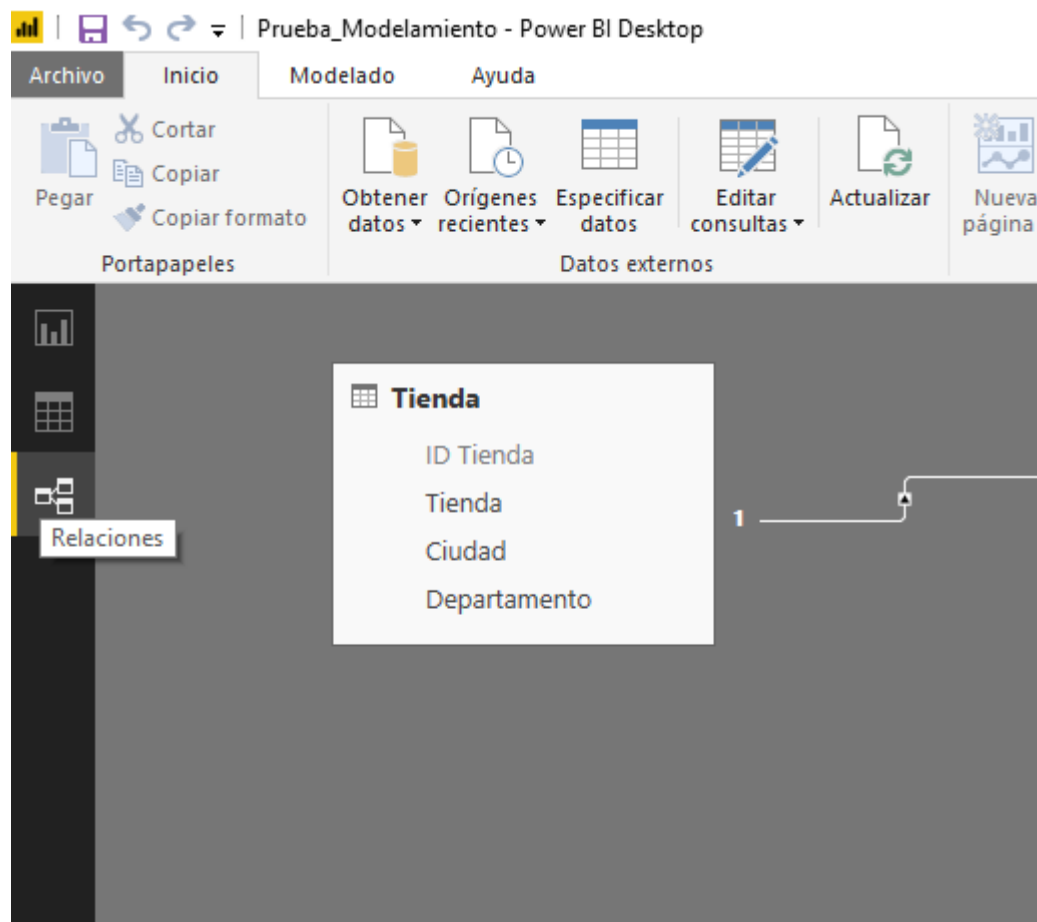 Prueba_Modelamiento - Power BI Desktop
Archivo Inicio Modelado Ayuda
Pegar
Cortar
Copiar
Copiar formato
Portapapeles
Obtener datos
Orígenes recientes
Especificar datos
Editar consultas
Actualizar
Datos externos
Nueva página
Relaciones
Tienda
ID Tienda
Tienda
Ciudad
Departamento
1